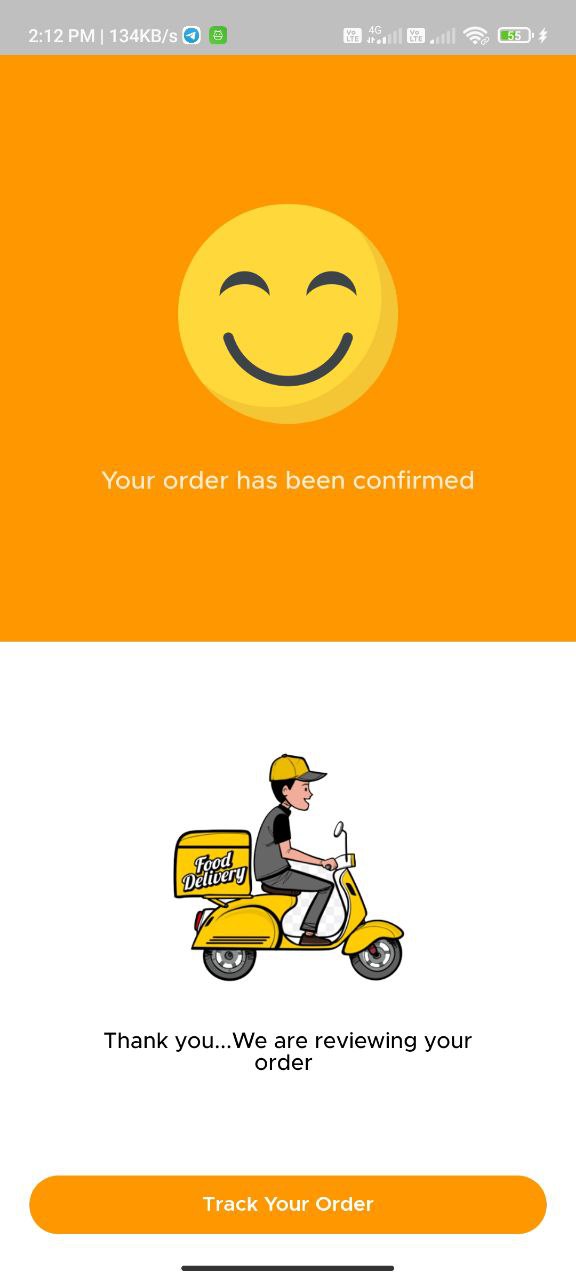 2:12 PM | 134KB/s
Vo LTE 4G Vo LTE 55
Your order has been confirmed
Food
Delivery
Thank you...We are reviewing your
order
Track Your Order